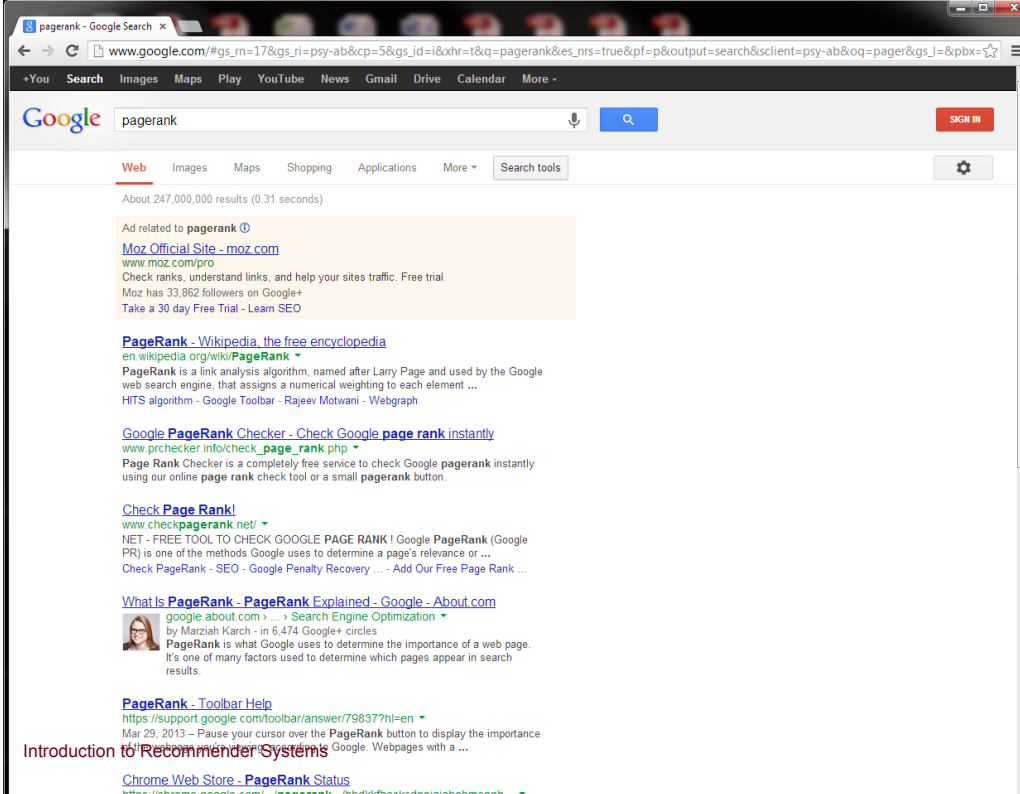 pagerank - Google Search
www.google.com/#gs_rn=17&gs_ri=psy-ab&cp=5&gs_id=i&xhr=t&q=pagerank&es_nrs=true&pf=p&output=search&sclient=psy-ab&oq=pager&gs_l=&pbx=
+You Search Images Maps Play YouTube News Gmail Drive Calendar More
Google pagerank SIGN IN
Web Images Maps Shopping Applications More Search tools
About 247,000,000 results (0.31 seconds)
Ad related to pagerank
Moz Official Site - moz.com
www.moz.com/pro
Check ranks, understand links, and help your sites traffic. Free trial
Moz has 33,862 followers on Google+
Take a 30 day Free Trial - Learn SEO
PageRank - Wikipedia, the free encyclopedia
en.wikipedia.org/wiki/PageRank
PageRank is a link analysis algorithm, named after Larry Page and used by the Google
web search engine, that assigns a numerical weighting to each element ...
HITS algorithm - Google Toolbar - Rajeev Motwani - Webgraph
Google PageRank Checker - Check Google page rank instantly
www.prchecker.info/check_page_rank.php
Page Rank Checker is a completely free service to check Google pagerank instantly
using our online page rank check tool or a small pagerank button.
Check Page Rank!
www.checkpagerank.net/
NET - FREE TOOL TO CHECK GOOGLE PAGE RANK ! Google PageRank (Google
PR) is one of the methods Google uses to determine a page's relevance or ...
Check PageRank - SEO - Google Penalty Recovery ... - Add Our Free Page Rank ...
What Is PageRank - PageRank Explained - Google - About.com
google.about.com › ... › Search Engine Optimization
by Marziah Karch - in 6,474 Google+ circles
PageRank is what Google uses to determine the importance of a web page.
It's one of many factors used to determine which pages appear in search
results.
PageRank - Toolbar Help
https://support.google.com/toolbar/answer/79837?hl=en
Mar 29, 2013 – Pause your cursor over the PageRank button to display the importance
of the webpage you're viewing, according to Google. Webpages with a ...
Introduction to Recommender Systems
Chrome Web Store - PageRank Status